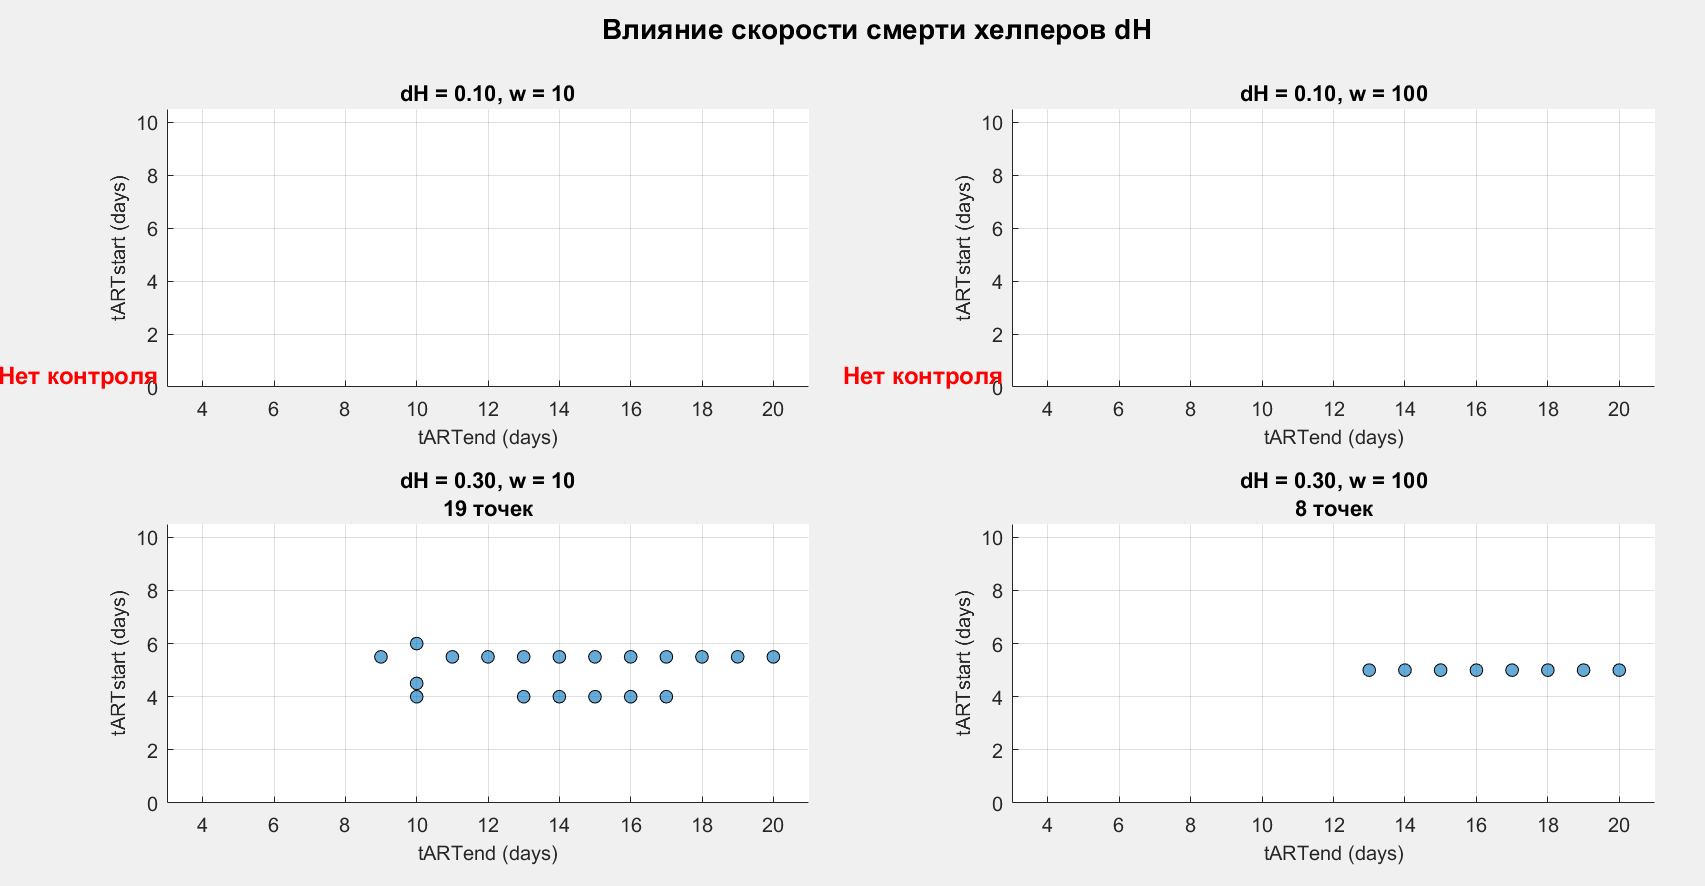 Влияние скорости смерти хелперов dH
dH = 0.10, w = 10
10
8
6
4
2
0
tARTstart (days)
Нет контроля
4 6 8 10 12 14 16 18 20
tARTend (days)
dH = 0.10, w = 100
10
8
6
4
2
0
tARTstart (days)
Нет контроля
4 6 8 10 12 14 16 18 20
tARTend (days)
dH = 0.30, w = 10
19 точек
10
8
6
4
2
0
tARTstart (days)
4 6 8 10 12 14 16 18 20
tARTend (days)
dH = 0.30, w = 100
8 точек
10
8
6
4
2
0
tARTstart (days)
4 6 8 10 12 14 16 18 20
tARTend (days)